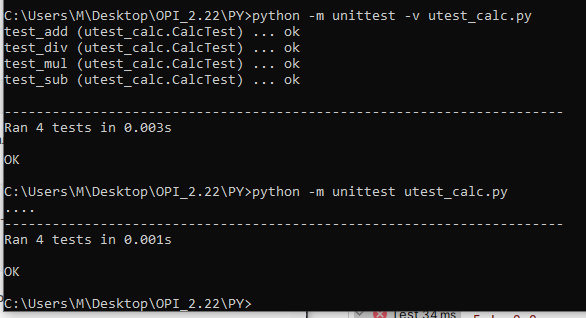 C:\Users\M\Desktop\OPI_2.22\PY>python -m unittest -v utest_calc.py
test_add (utest_calc.CalcTest) ... ok
test_div (utest_calc.CalcTest) ... ok
test_mul (utest_calc.CalcTest) ... ok
test_sub (utest_calc.CalcTest) ... ok
----------------------------------------------------------------------
Ran 4 tests in 0.003s
OK
C:\Users\M\Desktop\OPI_2.22\PY>python -m unittest utest_calc.py
....
----------------------------------------------------------------------
Ran 4 tests in 0.001s
OK
C:\Users\M\Desktop\OPI_2.22\PY>
Test 34 ms